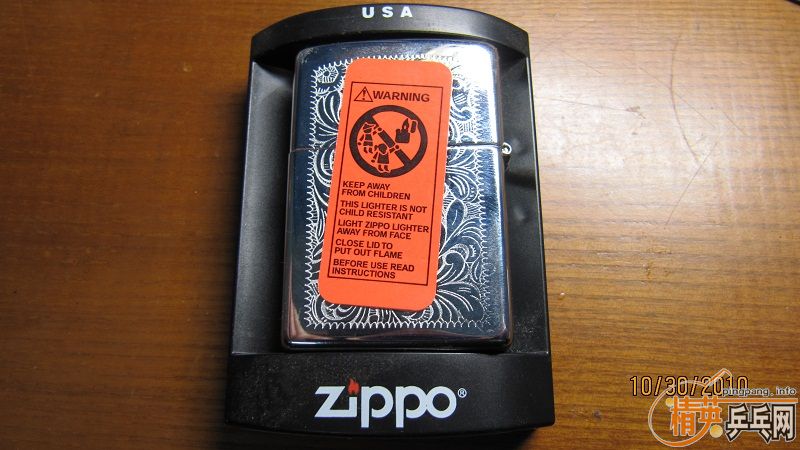 USA
WARNING
KEEP AWAY
FROM CHILDREN
THIS LIGHTER IS NOT
CHILD RESISTANT
LIGHT ZIPPO LIGHTER
AWAY FROM FACE
CLOSE LID TO
PUT OUT FLAME
BEFORE USE READ
INSTRUCTIONS
zippo®
10/30/2010
pingpang.info
精英乒乓网